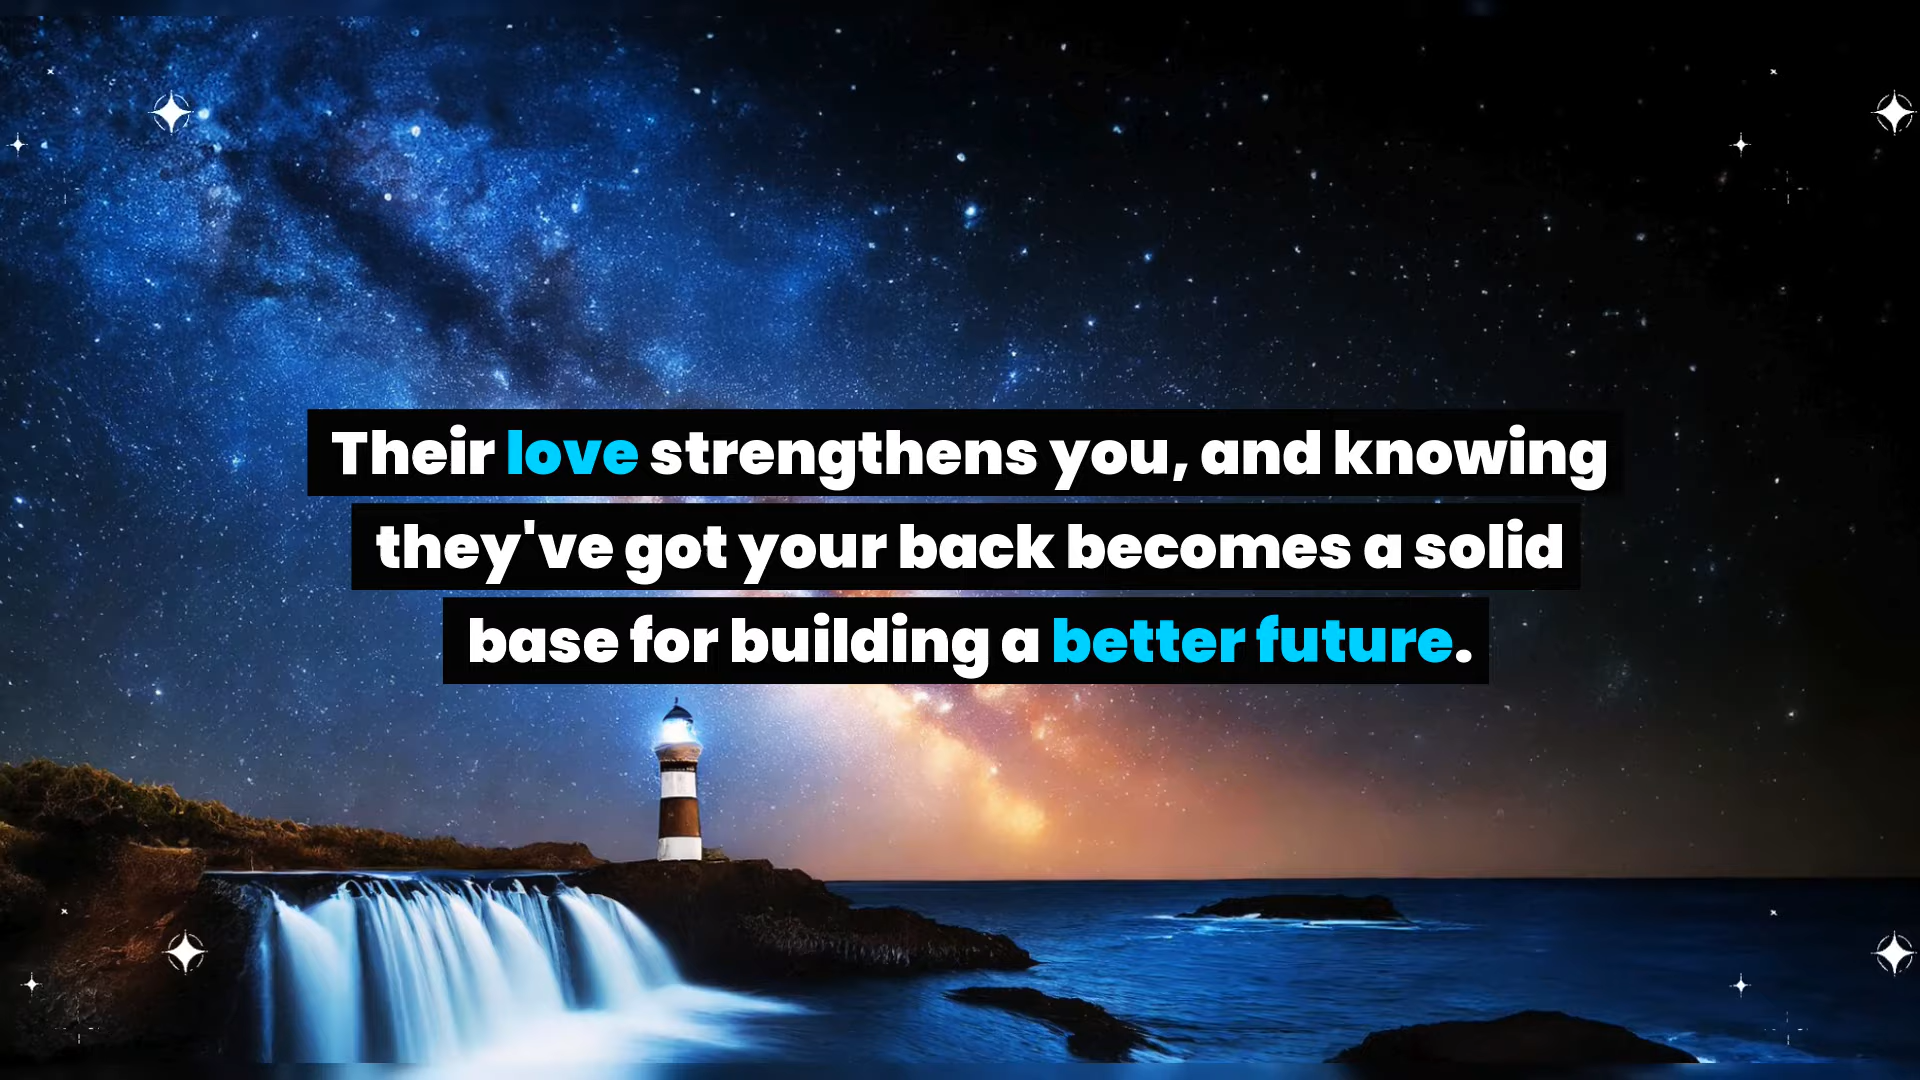 Their love strengthens you, and knowing
they've got your back becomes a solid
base for building a better future.